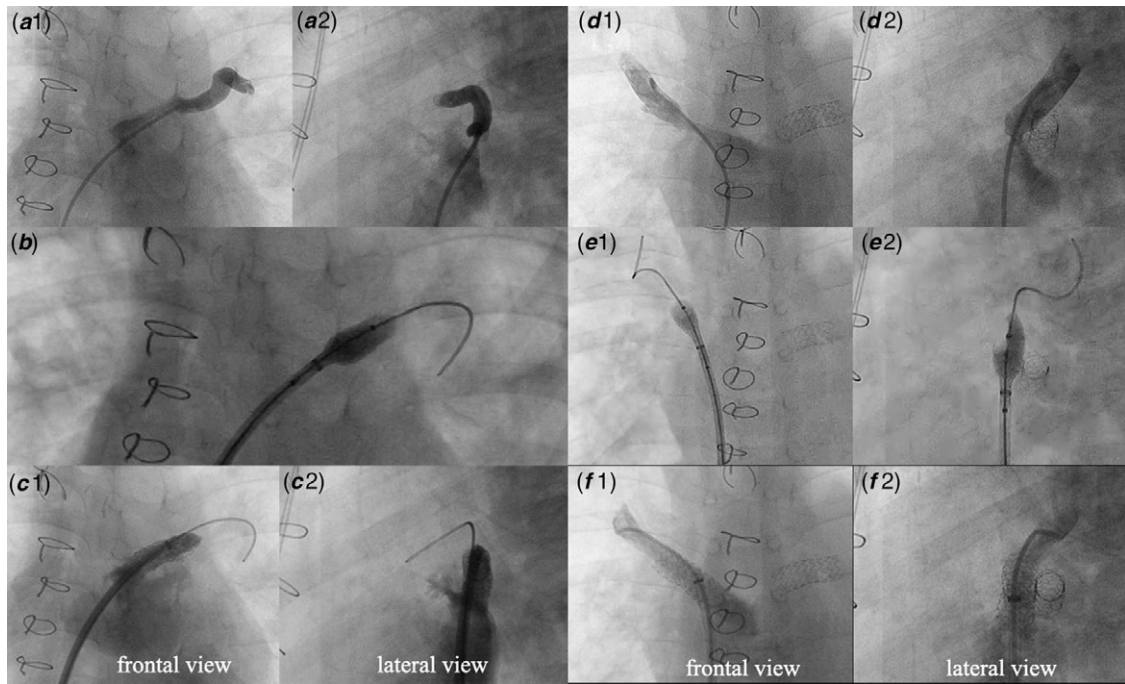 (a1)
(a2)
(d1)
(d2)
(b)
(e1)
(e2)
(c1)
(c2)
(f1)
(f2)
frontal view
lateral view
frontal view
lateral view